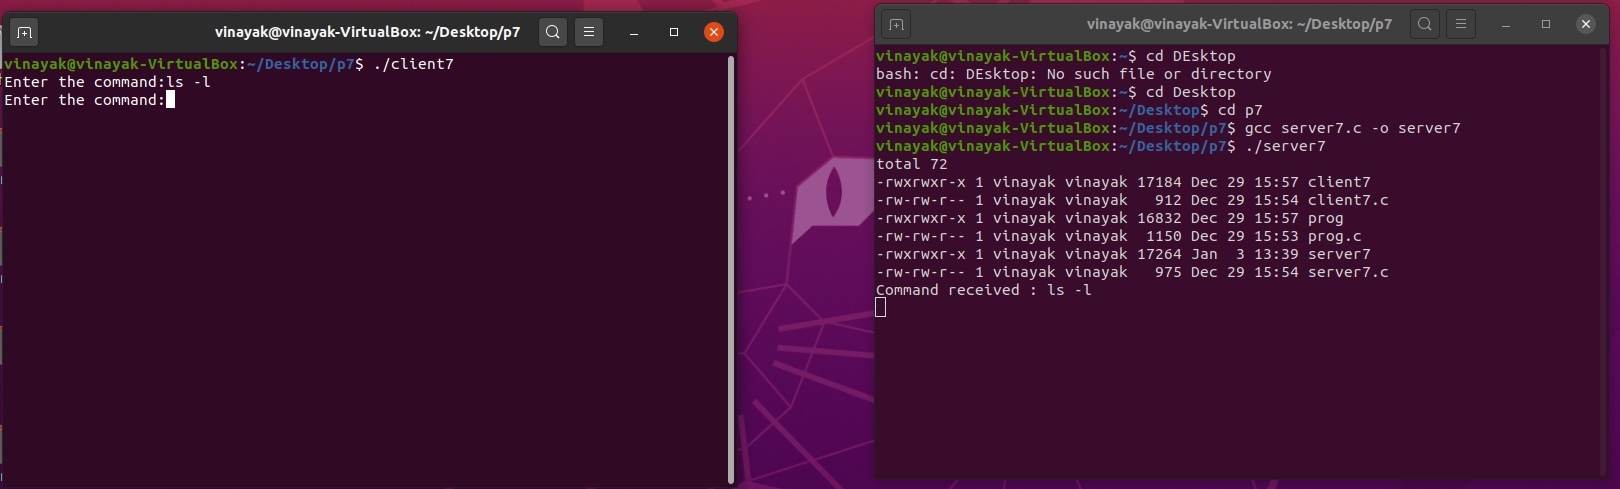 vinayak@vinayak-VirtualBox: ~/Desktop/p7
vinayak@vinayak-VirtualBox:~/Desktop/p7$ ./client7
Enter the command:ls -l
Enter the command:
vinayak@vinayak-VirtualBox: ~/Desktop/p7
vinayak@vinayak-VirtualBox:~$ cd DEsktop
bash: cd: DEsktop: No such file or directory
vinayak@vinayak-VirtualBox:~$ cd Desktop
vinayak@vinayak-VirtualBox:~/Desktop$ cd p7
vinayak@vinayak-VirtualBox:~/Desktop/p7$ gcc server7.c -o server7
vinayak@vinayak-VirtualBox:~/Desktop/p7$ ./server7
total 72
-rwxrwxr-x 1 vinayak vinayak 17184 Dec 29 15:57 client7
-rw-rw-r-- 1 vinayak vinayak   912 Dec 29 15:54 client7.c
-rwxrwxr-x 1 vinayak vinayak 16832 Dec 29 15:57 prog
-rw-rw-r-- 1 vinayak vinayak  1150 Dec 29 15:53 prog.c
-rwxrwxr-x 1 vinayak vinayak 17264 Jan  3 13:39 server7
-rw-rw-r-- 1 vinayak vinayak   975 Dec 29 15:54 server7.c
Command received : ls -l